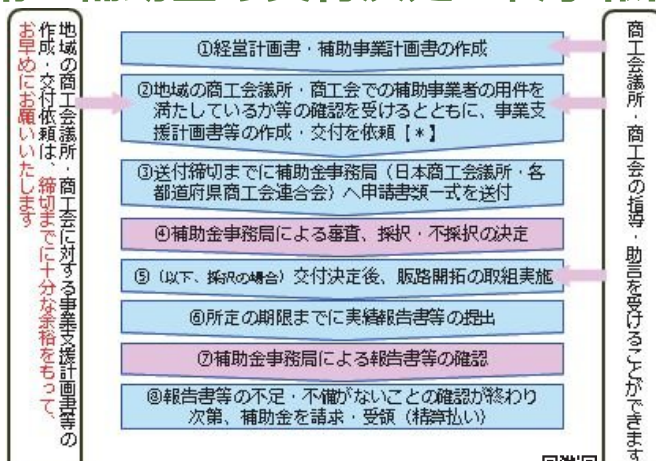 ①経営計画書・補助事業計画書の作成
②地域の商工会議所・商工会での補助事業者の用件を
満たしているか等の確認を受けるとともに、事業支
援計画書等の作成・交付を依頼【*】
③送付締切までに補助金事務局（日本商工会議所・各
都道府県商工会連合会）へ申請書類一式を送付
④補助金事務局による審査、採択・不採択の決定
⑤（以下、採択の場合）交付決定後、販路開拓の取組実施
⑥所定の期限までに実績報告書等の提出
⑦補助金事務局による報告書等の確認
⑧報告書等の不足・不備がないことの確認が終わり
次第、補助金を請求・受領（精算払い）
商工会議所・商工会の指導・助言を受けることができます
地域の商工会議所・商工会に対する事業支援計画書等の
作成・交付依頼は、締切までに十分な余裕をもって、
お早めにお願いいたします